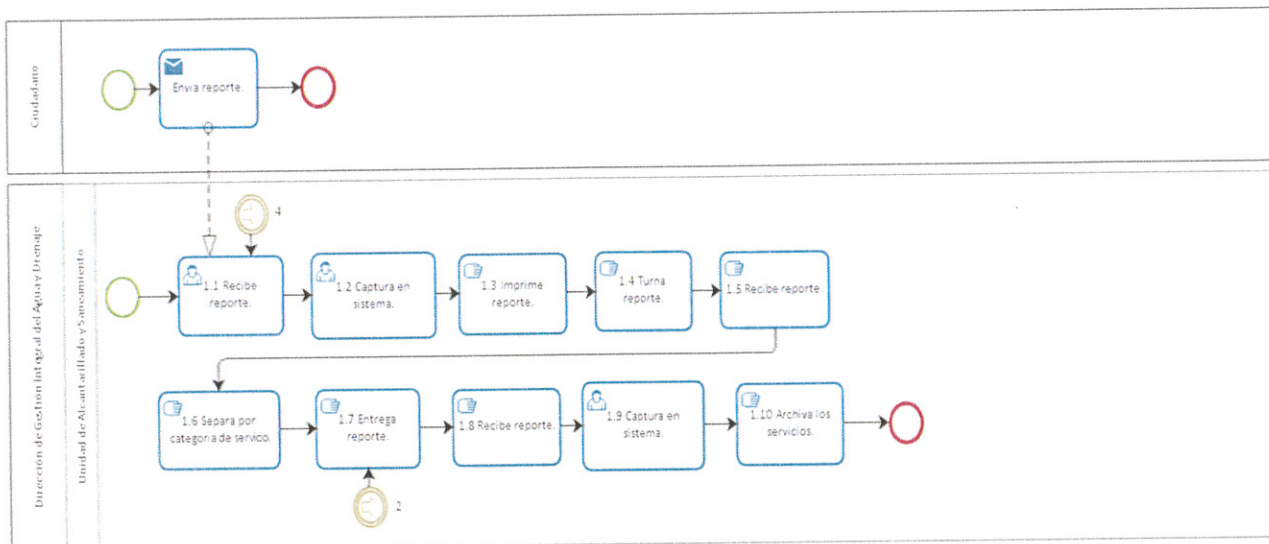 Ciudadano
Envia reporte.
Dirección de Gestión Integral del Agua y Drenaje
Unidad de Alcantarillado y Saneamiento
4
1.1 Recibe
reporte.
1.2 Captura en
sistema.
1.3 Imprime
reporte.
1.4 Turna
reporte.
1.5 Recibe reporte.
1.6 Separa por
categoria de servicio.
1.7 Entrega
reporte.
1.8 Recibe reporte.
1.9 Captura en
sistema.
1.10 Archiva los
servicios.
2